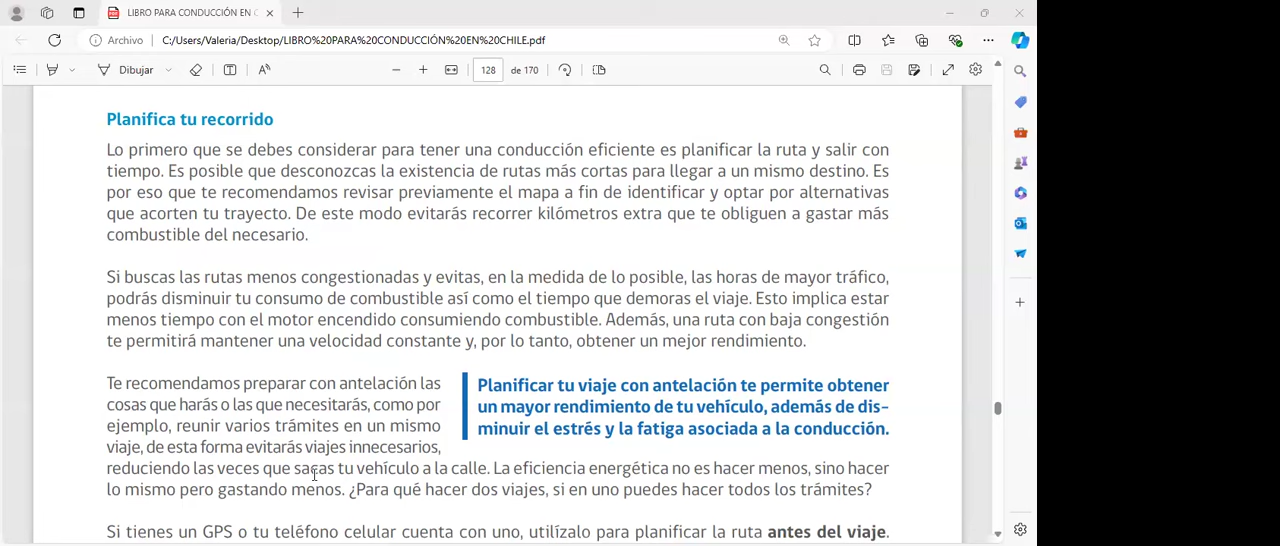 LIBRO PARA CONDUCCIÓN EN C
Archivo C:/Users/Valeria/Desktop/LIBRO%20PARA%20CONDUCCIÓN%20EN%20CHILE.pdf
Dibujar 128 de 170
Planifica tu recorrido
Lo primero que se debes considerar para tener una conducción eficiente es planificar la ruta y salir con
tiempo. Es posible que desconozcas la existencia de rutas más cortas para llegar a un mismo destino. Es
por eso que te recomendamos revisar previamente el mapa a fin de identificar y optar por alternativas
que acorten tu trayecto. De este modo evitarás recorrer kilómetros extra que te obliguen a gastar más
combustible del necesario.
Si buscas las rutas menos congestionadas y evitas, en la medida de lo posible, las horas de mayor tráfico,
podrás disminuir tu consumo de combustible así como el tiempo que demoras el viaje. Esto implica estar
menos tiempo con el motor encendido consumiendo combustible. Además, una ruta con baja congestión
te permitirá mantener una velocidad constante y, por lo tanto, obtener un mejor rendimiento.
Te recomendamos preparar con antelación las
cosas que harás o las que necesitarás, como por
ejemplo, reunir varios trámites en un mismo
viaje, de esta forma evitarás viajes innecesarios,
reduciendo las veces que sacas tu vehículo a la calle. La eficiencia energética no es hacer menos, sino hacer
lo mismo pero gastando menos. ¿Para qué hacer dos viajes, si en uno puedes hacer todos los trámites?
Planificar tu viaje con antelación te permite obtener
un mayor rendimiento de tu vehículo, además de dis-
minuir el estrés y la fatiga asociada a la conducción.
Si tienes un GPS o tu teléfono celular cuenta con uno, utilízalo para planificar la ruta antes del viaje.